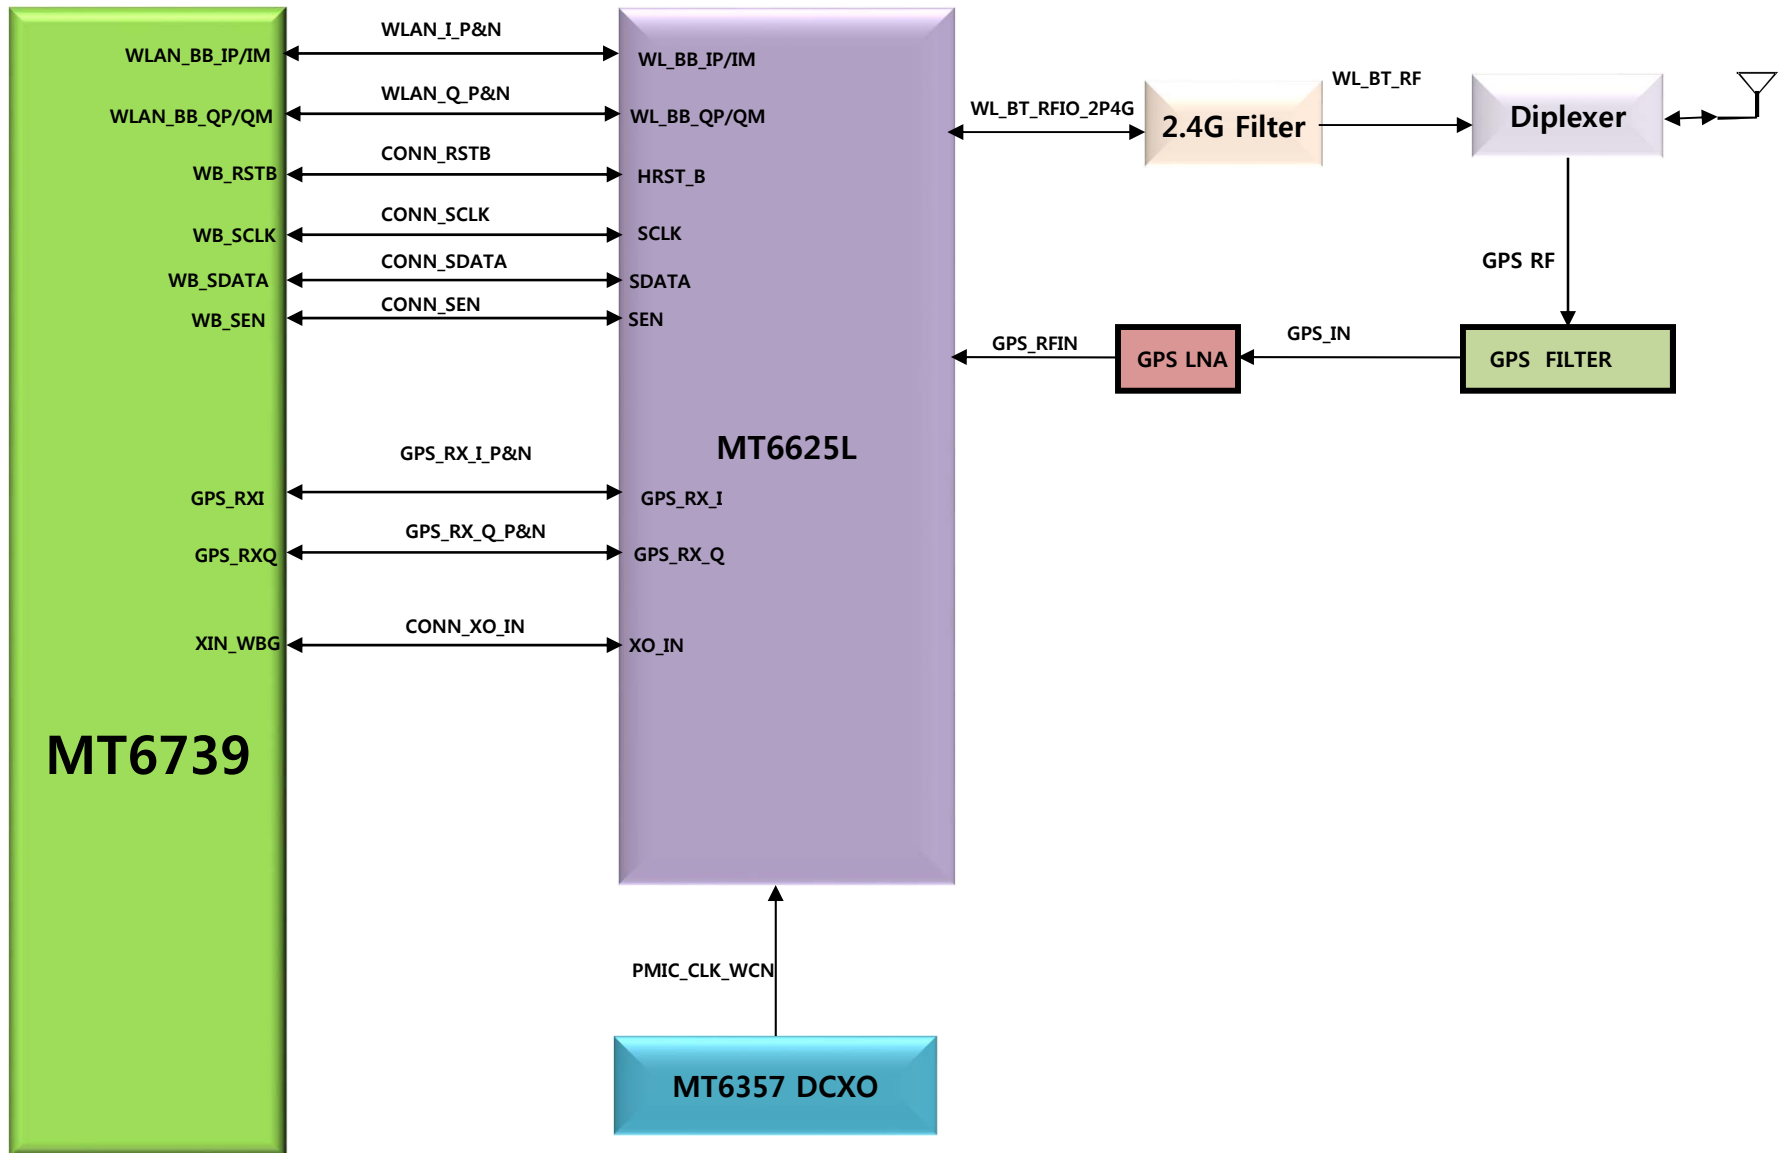 WLAN_I_P&N
WLAN_BB_IP/IM
WL_BB_IP/IM
WLAN_Q_P&N
WLAN_BB_QP/QM
WL_BB_QP/QM
WL_BT_RFIO_2P4G
2.4G Filter
WL_BT_RF
Diplexer
CONN_RSTB
WB_RSTB
HRST_B
CONN_SCLK
WB_SCLK
SCLK
CONN_SDATA
WB_SDATA
SDATA
GPS RF
CONN_SEN
WB_SEN
SEN
GPS_RFIN
GPS LNA
GPS_IN
GPS FILTER
MT6625L
GPS_RX_I_P&N
GPS_RXI
GPS_RX_I
GPS_RX_Q_P&N
GPS_RXQ
GPS_RX_Q
CONN_XO_IN
XIN_WBG
XO_IN
MT6739
PMIC_CLK_WCN
MT6357 DCXO